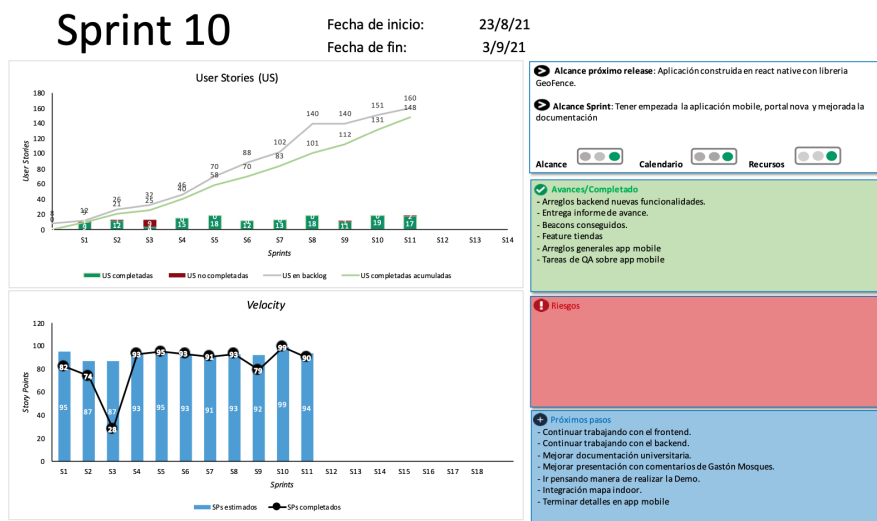 Sprint 10
Fecha de inicio: 23/8/21
Fecha de fin: 3/9/21
User Stories (US)
User Stories
180
160
140
120
100
80
60
40
20
0
12
26
32
46
70
88
102
140
140
151
160
21
25
40
58
70
83
101
112
131
148
9
12
9
15
18
12
13
18
11
19
17
S1 S2 S3 S4 S5 S6 S7 S8 S9 S10 S11 S12 S13 S14
Sprints
US completadas US no completadas US en backlog US completadas acumuladas
Velocity
Story Points
120
100
80
60
40
20
0
82 74 28 93 95 93 91 93 79 99 90
95 87 87 93 95 93 91 93 92 99 94
S1 S2 S3 S4 S5 S6 S7 S8 S9 S10 S11 S12 S13 S14 S15 S16 S17 S18
Sprints
SPs estimados SPs completados
Alcance próximo release: Aplicación construida en react native con libreria
GeoFence.
Alcance Sprint: Tener empezada la aplicación mobile, portal nova y mejorada la
documentación
Alcance Calendario Recursos
Avances/Completado
- Arreglos backend nuevas funcionalidades.
- Entrega informe de avance.
- Beacons conseguidos.
- Feature tiendas
- Arreglos generales app mobile
- Tareas de QA sobre app mobile
Riesgos
Próximos pasos
- Continuar trabajando con el frontend.
- Continuar trabajando con el backend.
- Mejorar documentación universitaria.
- Mejorar presentación con comentarios de Gastón Mosques.
- Ir pensando manera de realizar la Demo.
- Integración mapa indoor.
- Terminar detalles en app mobile